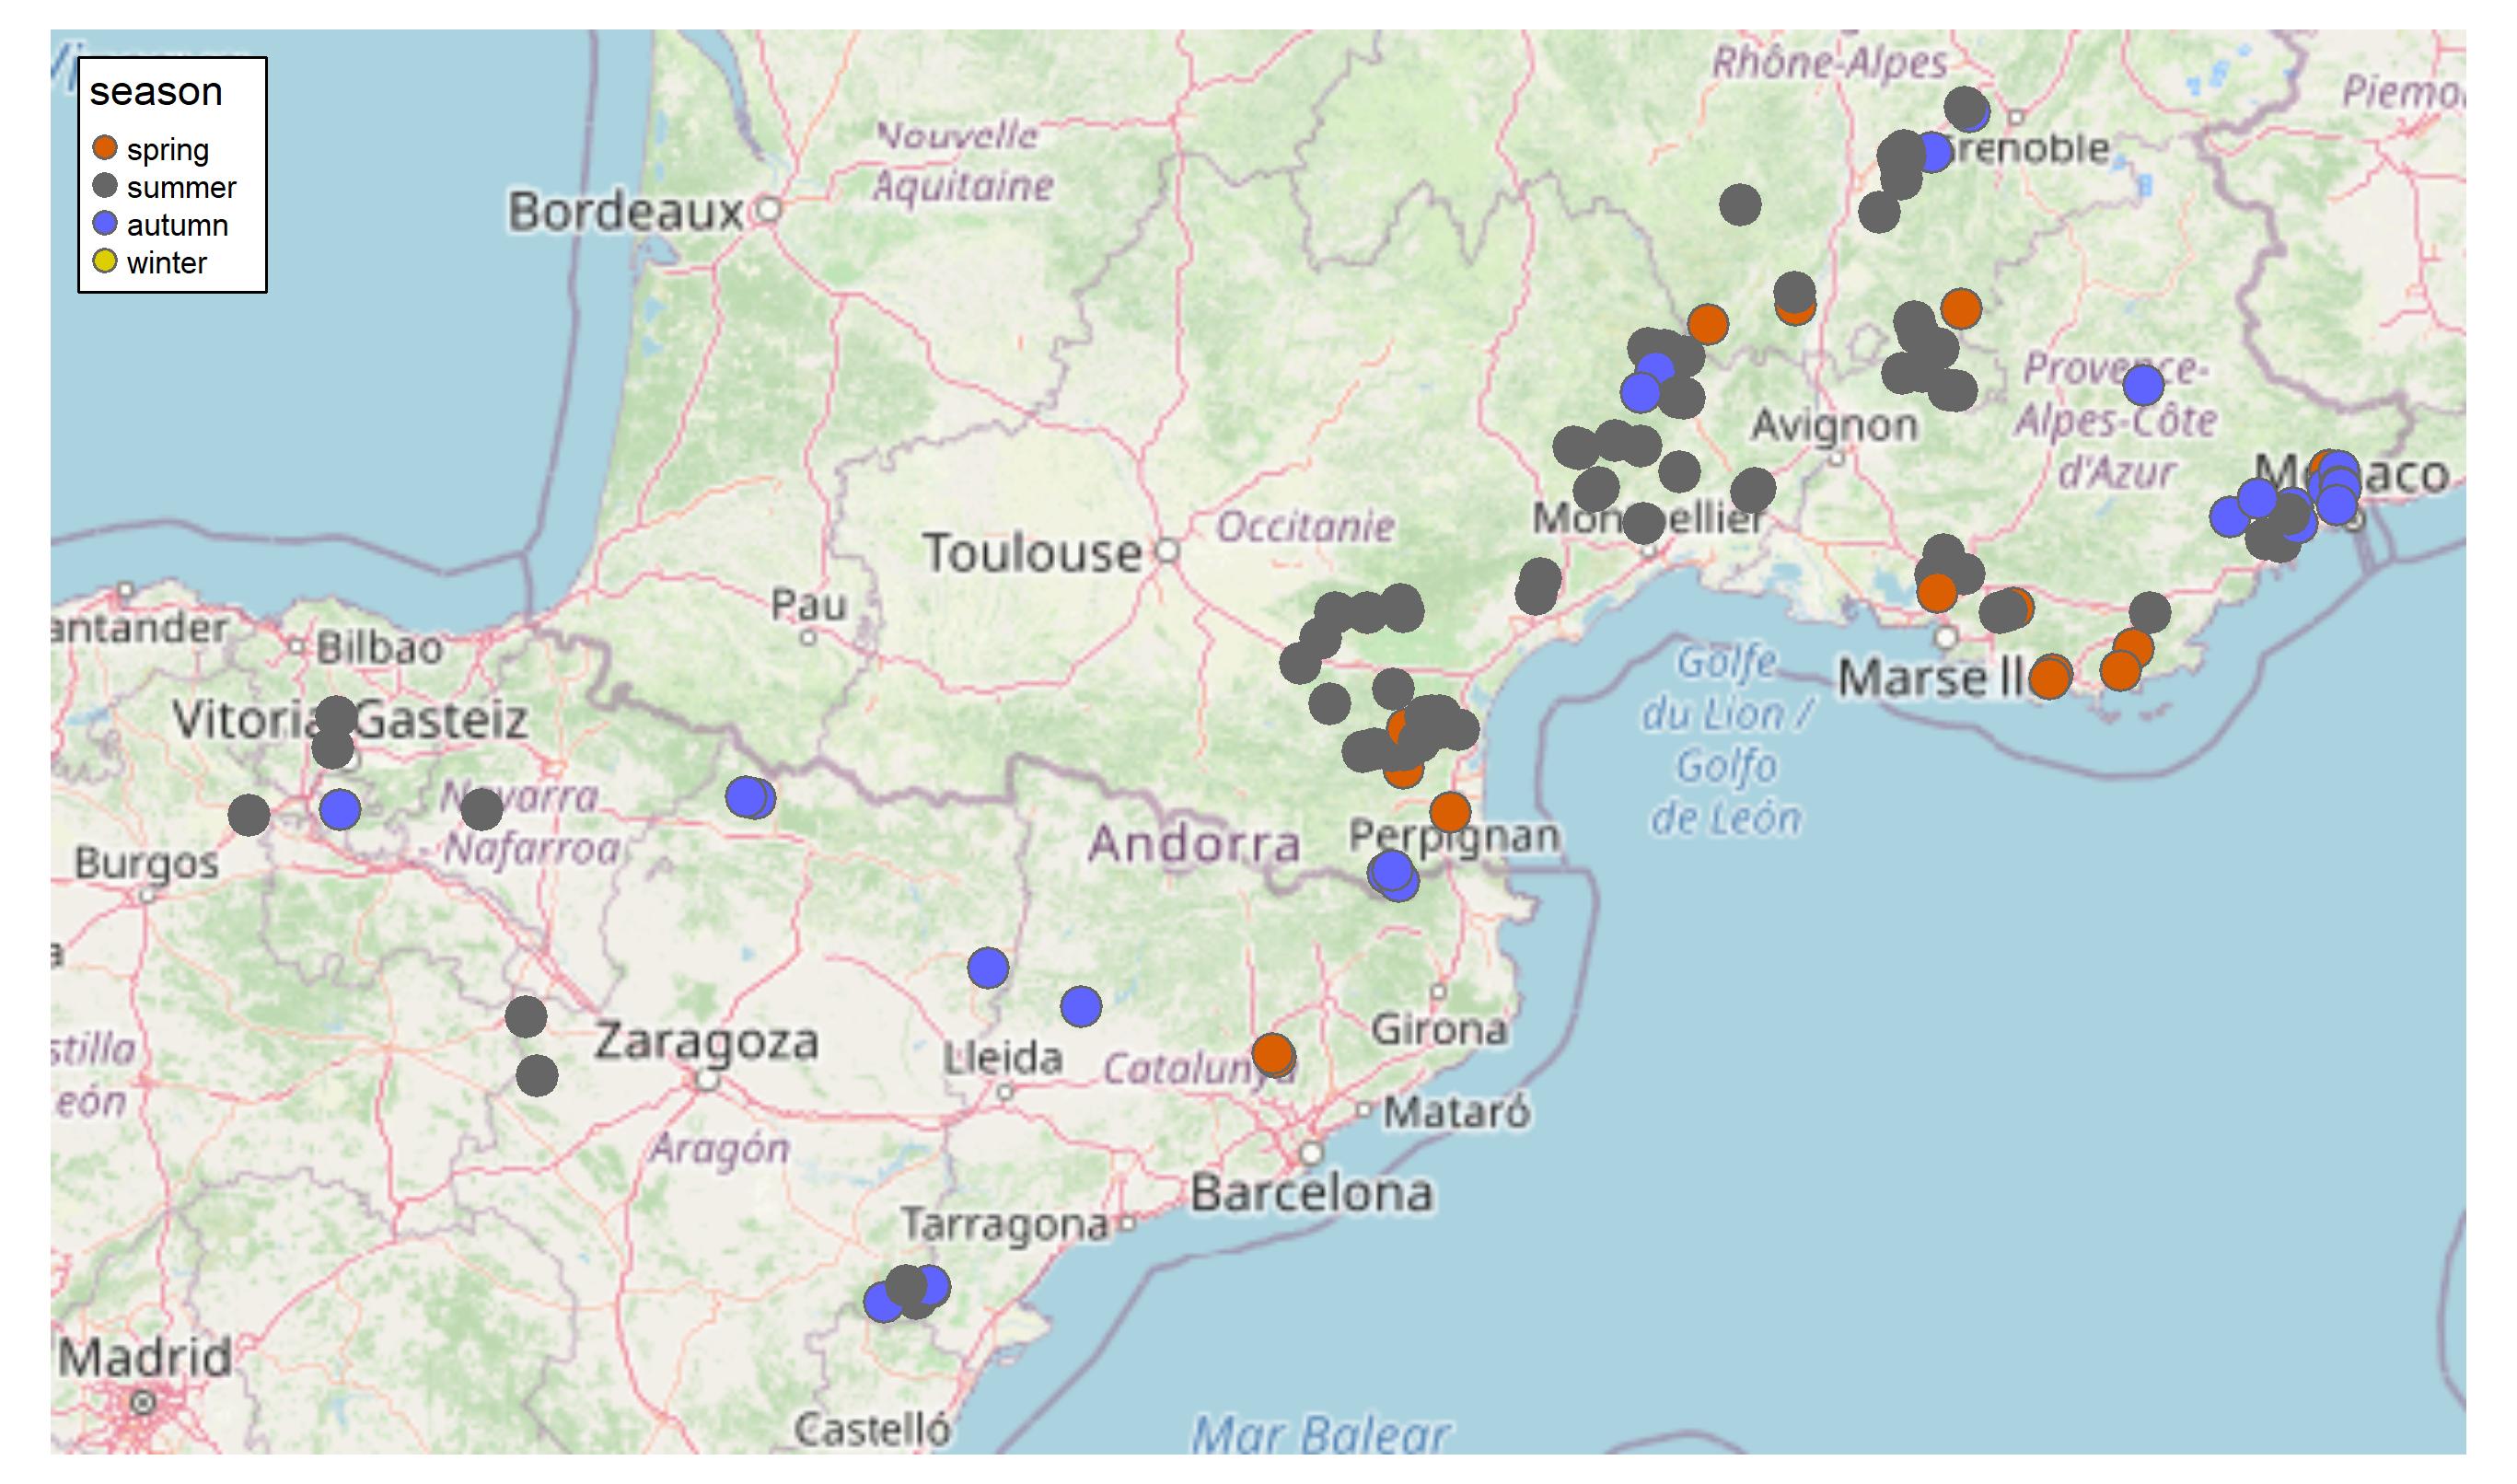 season
spring
summer
autumn
winter
Rhône-Alpes
Piemo
Nouvelle
Aquitaine
Grenoble
Bordeaux
Provence-
Alpes-Côte
d'Azur
Avignon
Monaco
Montpellier
Occitanie
Toulouse
Pau
antander
Bilbao
Marse ll
Golfe
du Lion /
Golfo
de León
Vitoria-Gasteiz
Navarra
- Nafarroa
Burgos
Andorra
Perpignan
Zaragoza
Lleida
Girona
Catalunya
stilla
eón
Mataró
Aragón
Barcelona
Tarragona
Madrid
Castelló
Mar Balear